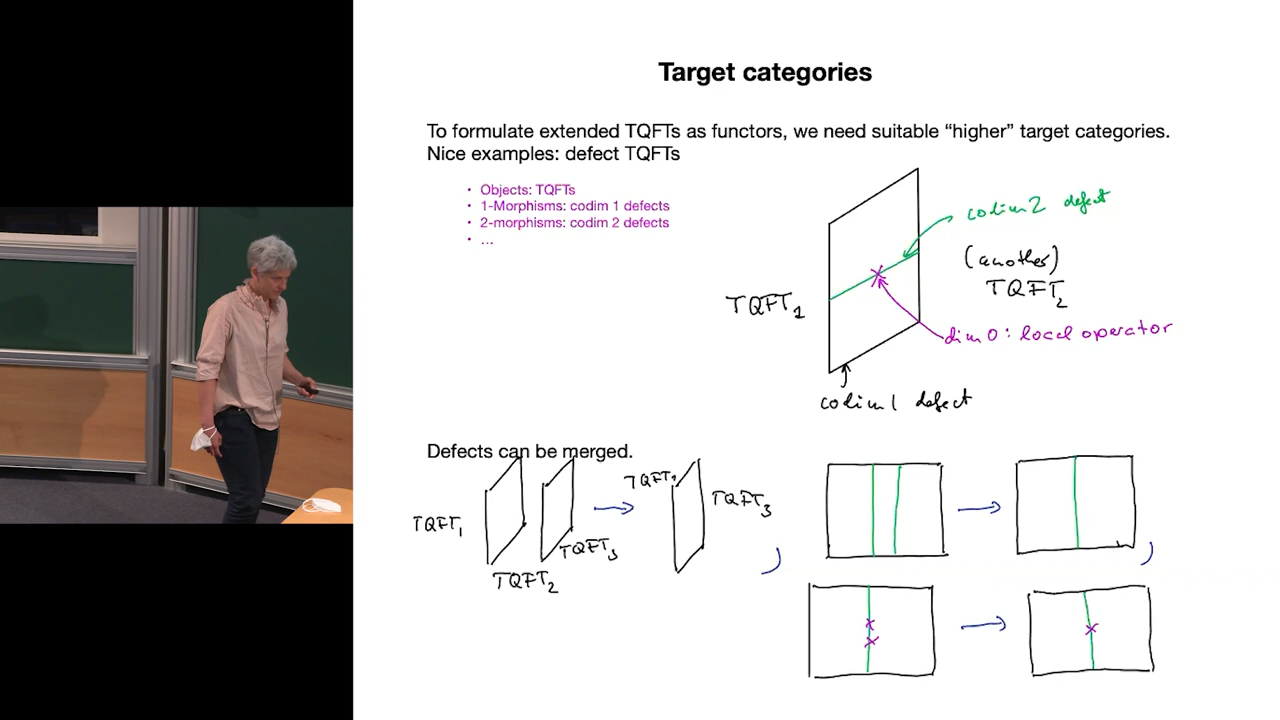 Target categories
To formulate extended TQFTs as functors, we need suitable “higher” target categories.
Nice examples: defect TQFTs
• Objects: TQFTs
• 1-Morphisms: codim 1 defects
• 2-morphisms: codim 2 defects
• ...
codim 2 defect
(another)
TQFT2
TQFT1
dim 0: local operator
codim 1 defect
Defects can be merged.
TQFT1
TQFT2
TQFT3
TQFT1
TQFT3